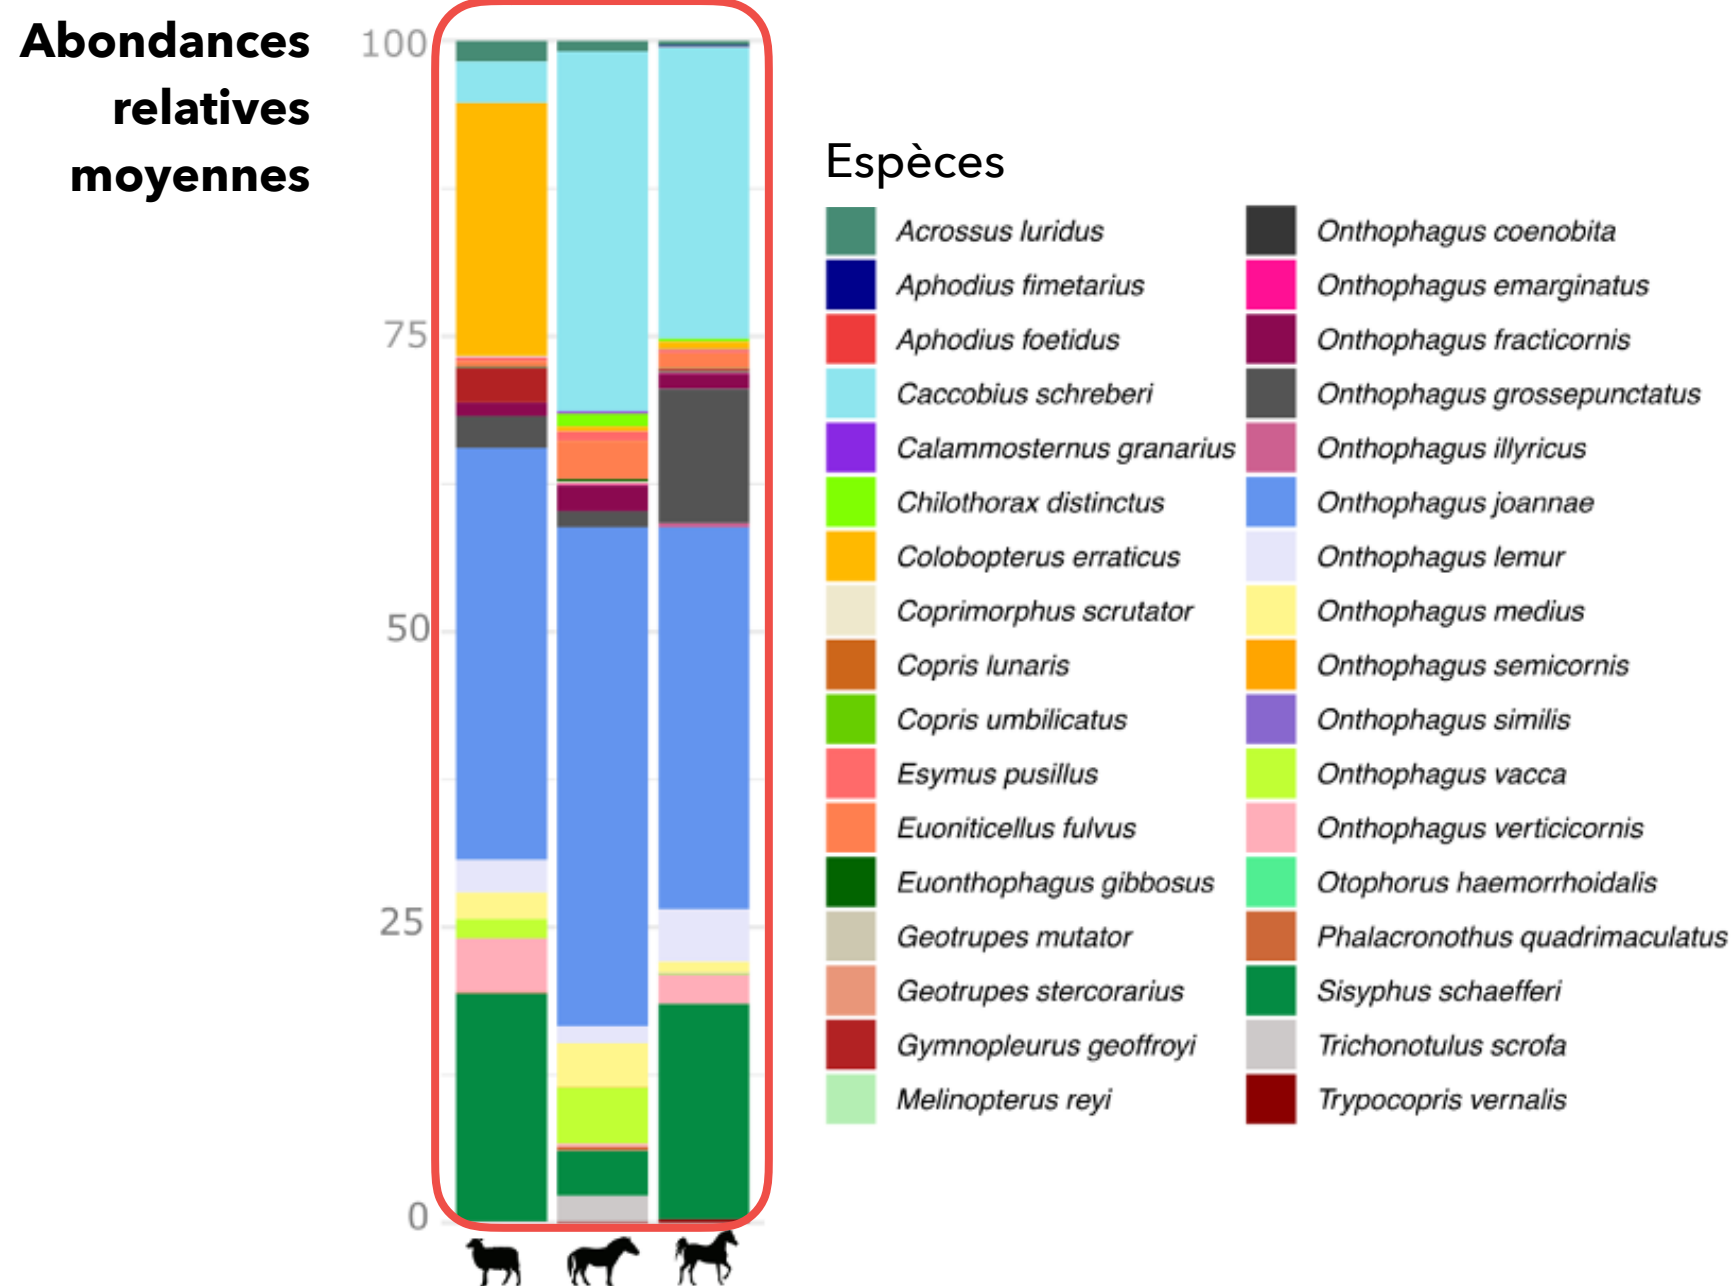 Abondances
relatives
moyennes
100
75
50
25
0
Espèces
Acrossus luridus
Aphodius fimetarius
Aphodius foetidus
Caccobius schreberi
Calammosternus granarius
Chilothorax distinctus
Colobopterus erraticus
Coprimorphus scrutator
Copris lunaris
Copris umbilicatus
Esymus pusillus
Euoniticellus fulvus
Euonthophagus gibbosus
Geotrupes mutator
Geotrupes stercorarius
Gymnopleurus geoffroyi
Melinopterus reyi
Onthophagus coenobita
Onthophagus emarginatus
Onthophagus fracticornis
Onthophagus grossepunctatus
Onthophagus illyricus
Onthophagus joannae
Onthophagus lemur
Onthophagus medius
Onthophagus semicornis
Onthophagus similis
Onthophagus vacca
Onthophagus verticicornis
Otophorus haemorrhoidalis
Phalacronothus quadrimaculatus
Sisyphus schaefferi
Trichonotulus scrofa
Trypocopris vernalis